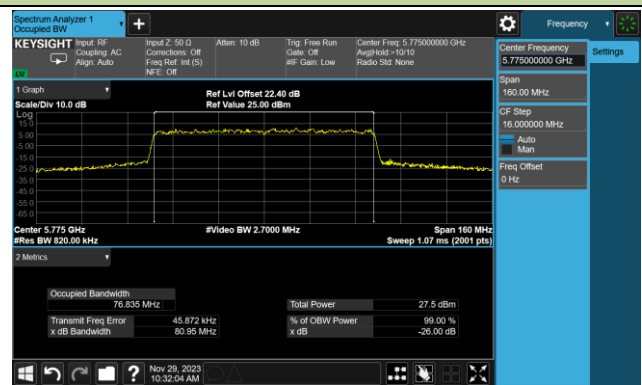 Spectrum Analyzer 1
Occupied BW
Frequency
KEYSIGHT
Input: RF
Coupling: AC
Align: Auto
Input Z: 50 Ω
Corrections: Off
Freq Ref: Int (S)
NFE: Off
Atten: 10 dB
Trig: Free Run
Gate: Off
#IF Gain: Low
Center Freq: 5.775000000 GHz
Avg|Hold:>10/10
Radio Std: None
Center Frequency
5.775000000 GHz
Settings
Span
160.00 MHz
CF Step
16.000000 MHz
Auto
Man
Freq Offset
0 Hz
1 Graph
Scale/Div 10.0 dB
Ref Lvl Offset 22.40 dB
Ref Value 25.00 dBm
Log
15.0
5.00
-5.00
-15.0
-25.0
-35.0
-45.0
-55.0
-65.0
Center 5.775 GHz
#Res BW 820.00 kHz
#Video BW 2.7000 MHz
Span 160 MHz
Sweep 1.07 ms (2001 pts)
2 Metrics
Occupied Bandwidth
76.835 MHz
Transmit Freq Error 45.872 kHz
x dB Bandwidth 80.95 MHz
Total Power 27.5 dBm
% of OBW Power 99.00 %
x dB -26.00 dB
Nov 29, 2023
10:32:04 AM